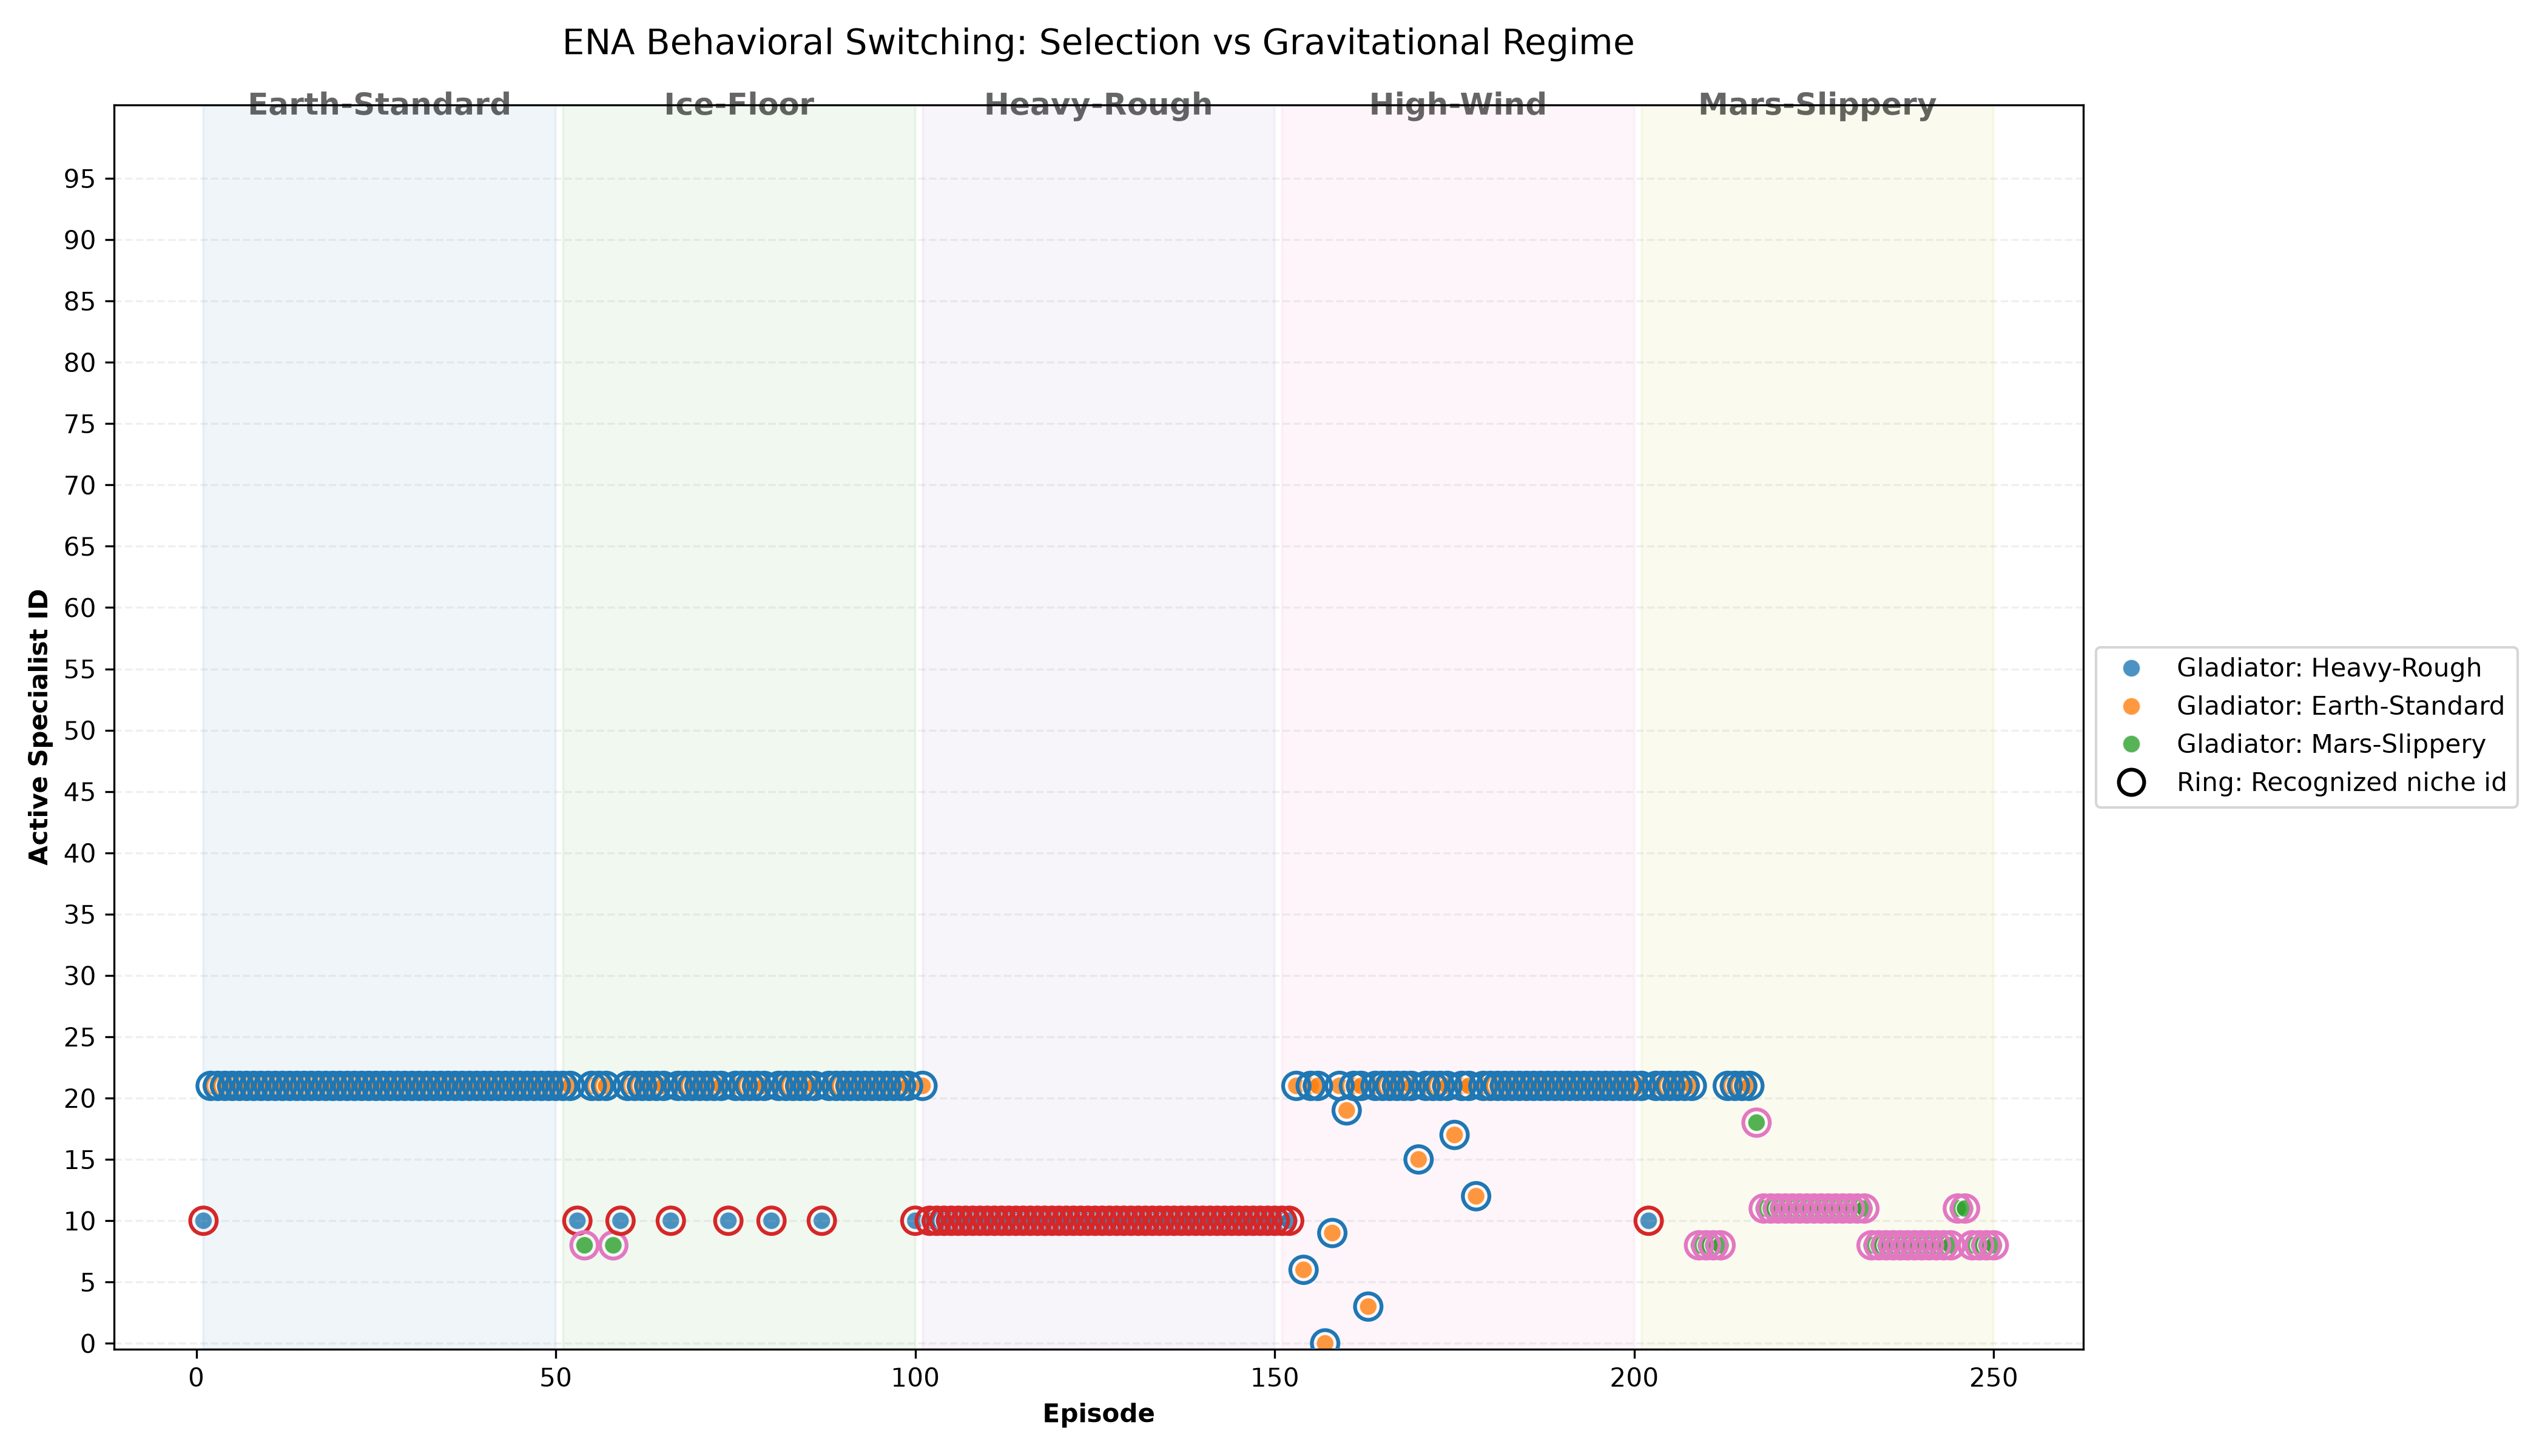 ENA Behavioral Switching: Selection vs Gravitational Regime
Earth-Standard
Ice-Floor
Heavy-Rough
High-Wind
Mars-Slippery
95
90
85
80
75
70
65
60
55
50
45
40
35
30
25
20
15
10
5
0
Active Specialist ID
0
50
100
150
200
250
Episode
Gladiator: Heavy-Rough
Gladiator: Earth-Standard
Gladiator: Mars-Slippery
Ring: Recognized niche id